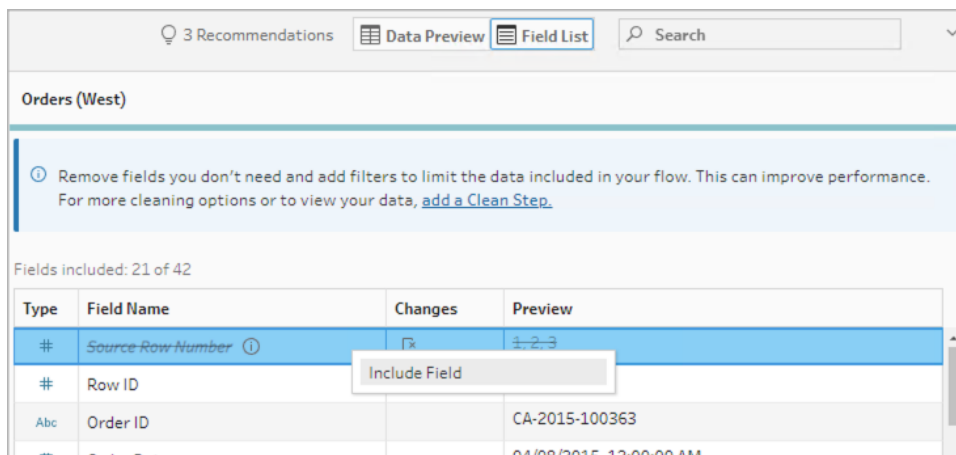 3 Recommendations Data Preview Field List Search
Orders (West)
Remove fields you don't need and add filters to limit the data included in your flow. This can improve performance.
For more cleaning options or to view your data, add a Clean Step.
Fields included: 21 of 42
Type Field Name Changes Preview
# Source Row Number 1, 2, 3
Include Field
# Row ID
Abc Order ID CA-2015-100363